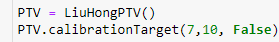 PTV = LiuHongPTV()
PTV.calibrationTarget(7,10, False)